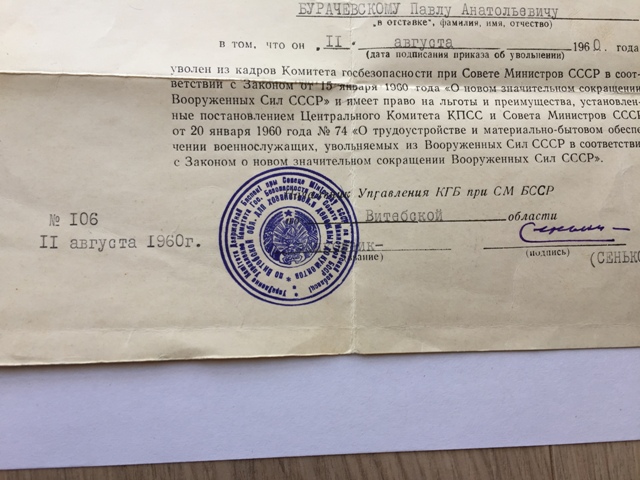 БУРАЧЕВСКОМУ Павлу Анатольевичу
в отставке", фамилия, имя, отчество)
в том, что он „II" августа 1960. года
(дата подписания приказа об увольнении)
уволен из кадров Комитета госбезопасности при Совете Министров СССР в соот-
ветствии с Законом от 15 января 1960 года «О новом значительном сокращении
Вооруженных Сил СССР» и имеет право на льготы и преимущества, установлен-
ные постановлением Центрального Комитета КПСС и Совета Министров СССР
от 20 января 1960 года № 74 «О трудоустройстве и материально-бытовом обеспе-
чении военнослужащих, увольняемых из Вооруженных Сил СССР в соответствии
с Законом о новом значительном сокращении Вооруженных Сил СССР».
Управления КГБ при СМ БССР
Витебской области
№ 106
II августа 1960г.
(подпись)
(СЕНЬКО